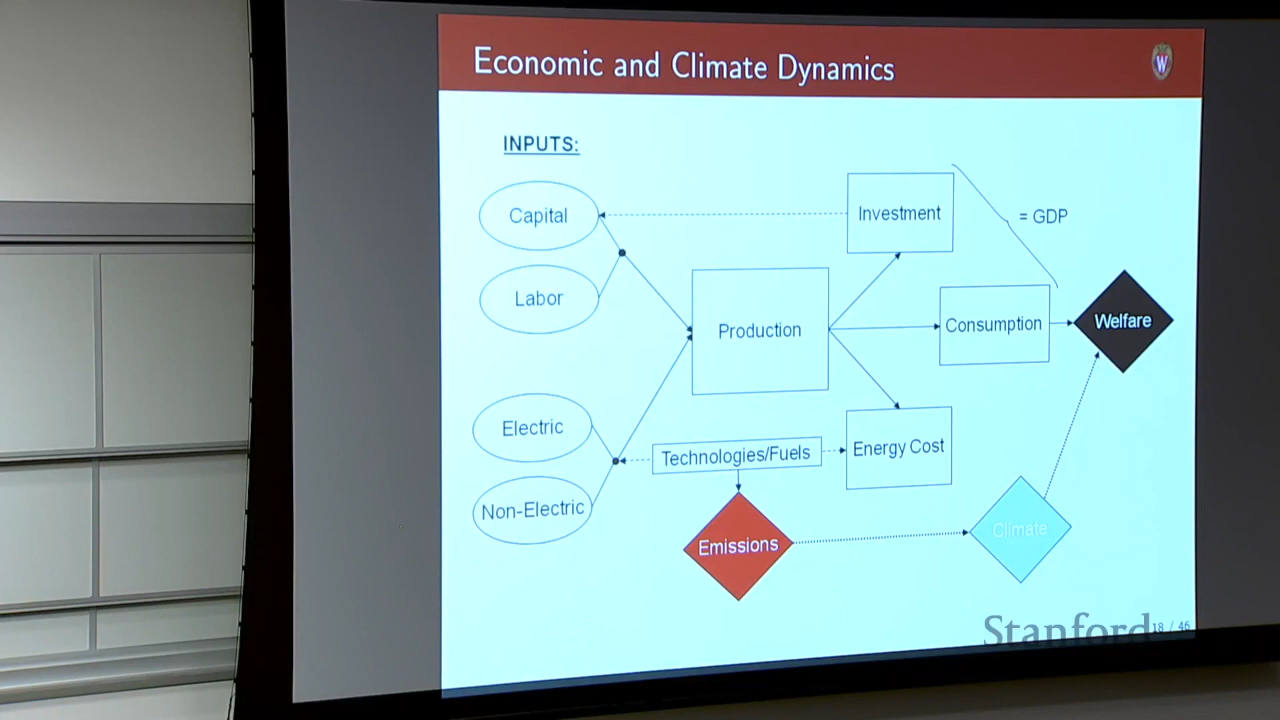 Economic and Climate Dynamics
W
INPUTS:
Capital
Investment
= GDP
Labor
Production
Consumption
Welfare
Electric
Technologies/Fuels
Energy Cost
Non-Electric
Emissions
Climate
Stanford
18 / 46